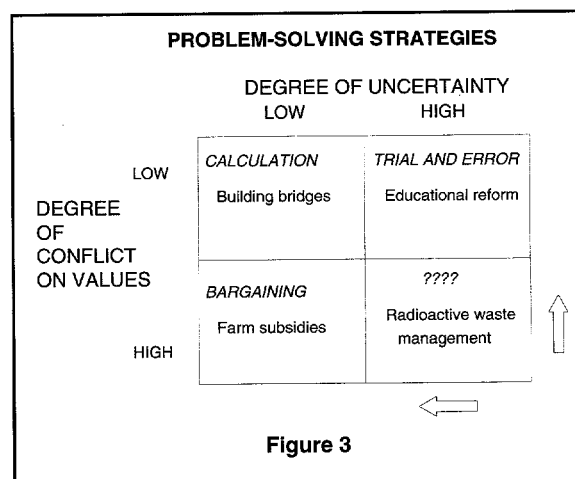 PROBLEM-SOLVING STRATEGIES
DEGREE OF UNCERTAINTY
LOW HIGH
DEGREE
OF
CONFLICT
ON VALUES
LOW
CALCULATION
Building bridges
TRIAL AND ERROR
Educational reform
HIGH
BARGAINING
Farm subsidies
????
Radioactive waste
management
Figure 3